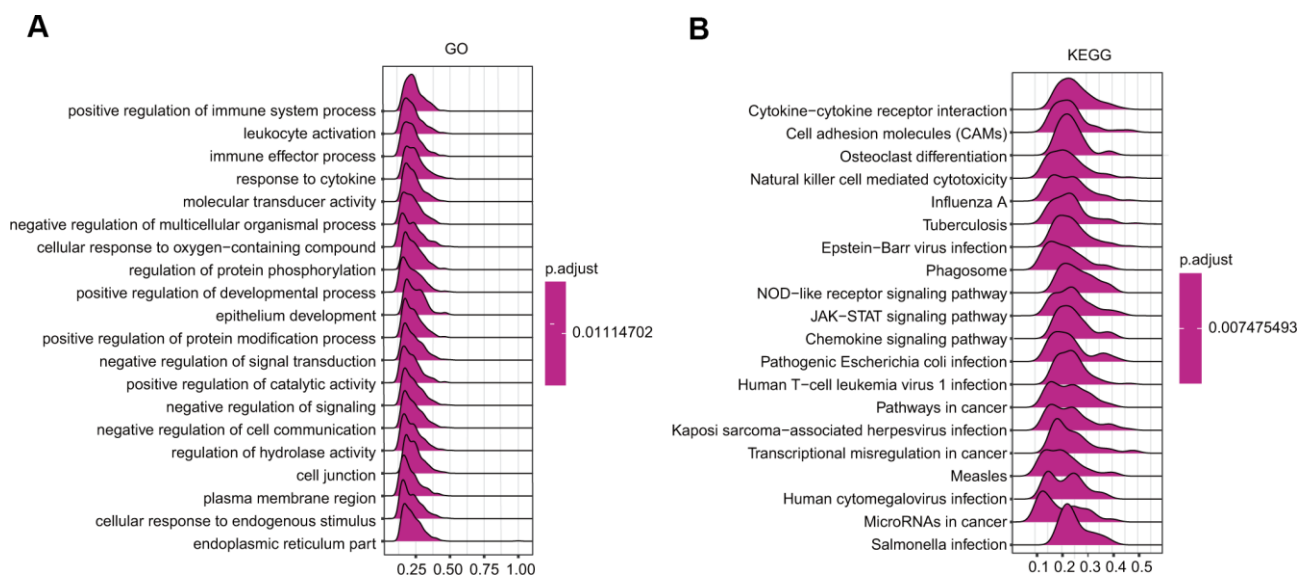 A
GO
positive regulation of immune system process
leukocyte activation
immune effector process
response to cytokine
molecular transducer activity
negative regulation of multicellular organismal process
cellular response to oxygen-containing compound
regulation of protein phosphorylation
positive regulation of developmental process
epithelium development
positive regulation of protein modification process
negative regulation of signal transduction
positive regulation of catalytic activity
negative regulation of signaling
negative regulation of cell communication
regulation of hydrolase activity
cell junction
plasma membrane region
cellular response to endogenous stimulus
endoplasmic reticulum part
0.25 0.50 0.75 1.00
p.adjust
0.01114702
B
KEGG
Cytokine−cytokine receptor interaction
Cell adhesion molecules (CAMs)
Osteoclast differentiation
Natural killer cell mediated cytotoxicity
Influenza A
Tuberculosis
Epstein−Barr virus infection
Phagosome
NOD−like receptor signaling pathway
JAK−STAT signaling pathway
Chemokine signaling pathway
Pathogenic Escherichia coli infection
Human T−cell leukemia virus 1 infection
Pathways in cancer
Kaposi sarcoma−associated herpesvirus infection
Transcriptional misregulation in cancer
Measles
Human cytomegalovirus infection
MicroRNAs in cancer
Salmonella infection
0.1 0.2 0.3 0.4 0.5
p.adjust
0.007475493